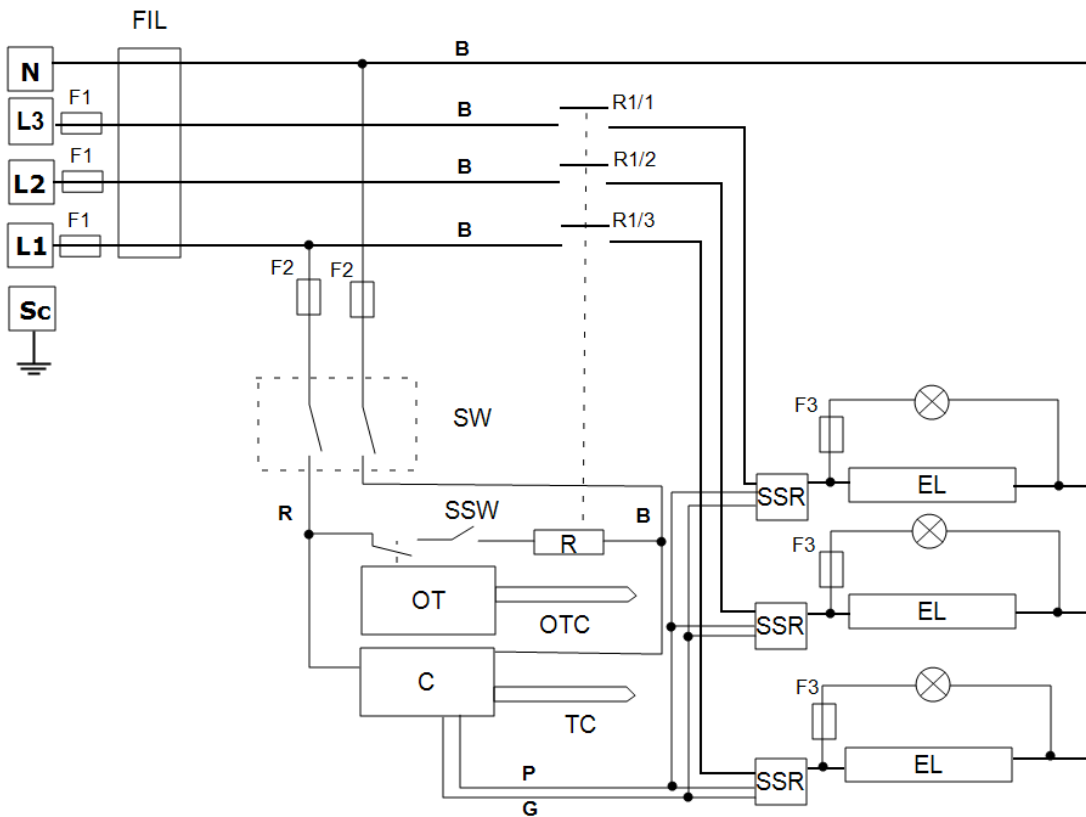 FIL
B
N
F1
L3
B
R1/1
F1
L2
B
R1/2
F1
L1
B
R1/3
F2
F2
Sc
SW
F3
SSR
EL
R
SSW
B
R
OT
OTC
F3
SSR
EL
C
TC
F3
SSR
EL
P
G